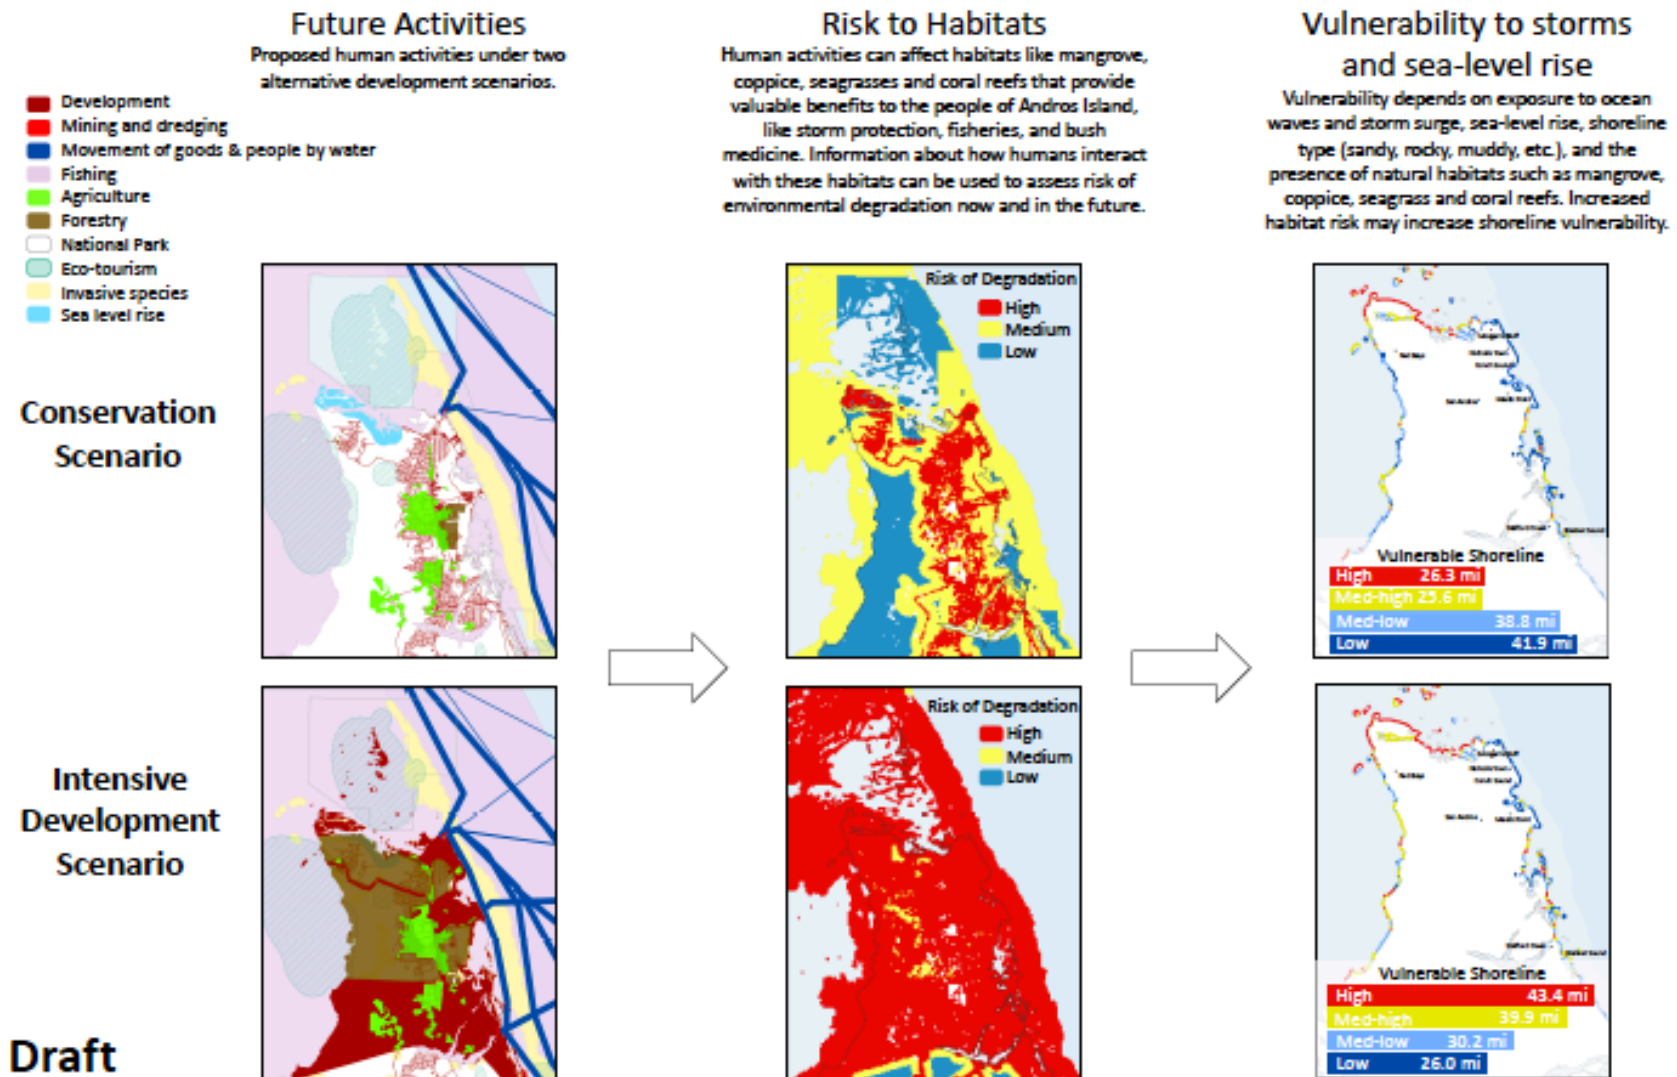 Future Activities
Proposed human activities under two
alternative development scenarios.
Risk to Habitats
Human activities can affect habitats like mangrove,
coppice, seagrasses and coral reefs that provide
valuable benefits to the people of Andros Island,
like storm protection, fisheries, and bush
medicine. Information about how humans interact
with these habitats can be used to assess risk of
environmental degradation now and in the future.
Vulnerability to storms
and sea-level rise
Vulnerability depends on exposure to ocean
waves and storm surge, sea-level rise, shoreline
type (sandy, rocky, muddy, etc.), and the
presence of natural habitats such as mangrove,
coppice, seagrass and coral reefs. Increased
habitat risk may increase shoreline vulnerability.
Development
Mining and dredging
Movement of goods & people by water
Fishing
Agriculture
Forestry
National Park
Eco-tourism
Invasive species
Sea level rise
Conservation
Scenario
Risk of Degradation
High
Medium
Low
Vulnerable Shoreline
High 26.3 mi
Med-high 25.6 mi
Med-low 38.8 mi
Low 41.9 mi
Intensive
Development
Scenario
Risk of Degradation
High
Medium
Low
Vulnerable Shoreline
High 43.4 mi
Med-high 39.9 mi
Med-low 30.2 mi
Low 26.0 mi
Draft